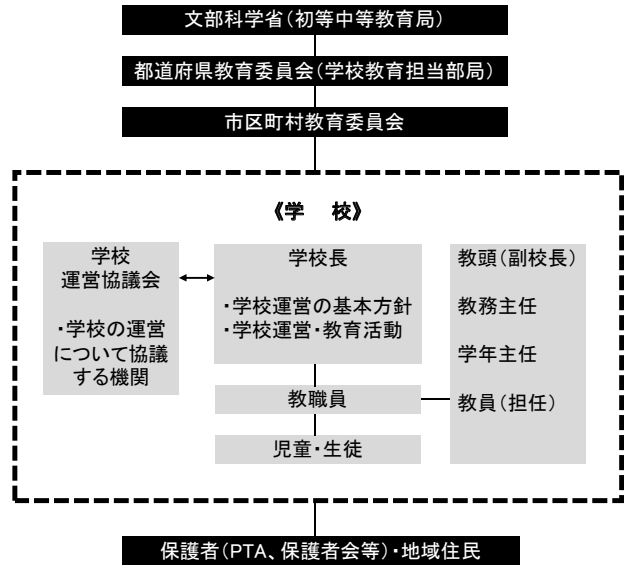 文部科学省(初等中等教育局)
都道府県教育委員会(学校教育担当部局)
市区町村教育委員会
《学　校》
学校
運営協議会
・学校の運営
について協議
する機関
学校長
・学校運営の基本方針
・学校運営・教育活動
教職員
児童・生徒
教頭(副校長)
教務主任
学年主任
教員(担任)
保護者(PTA、保護者会等)・地域住民